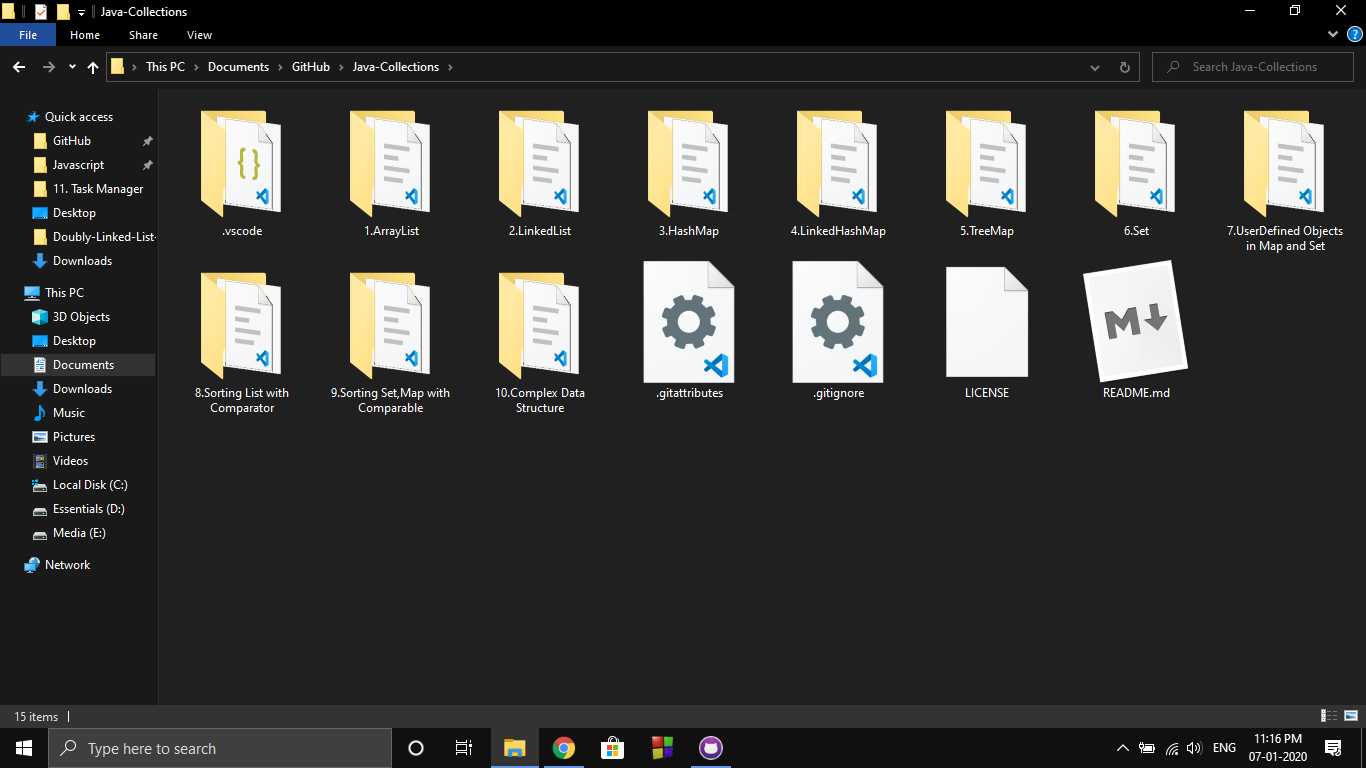 Java-Collections
File Home Share View
This PC Documents GitHub Java-Collections
Search Java-Collections
Quick access
GitHub
Javascript
11. Task Manager
Desktop
Doubly-Linked-List-
Downloads
This PC
3D Objects
Desktop
Documents
Downloads
Music
Pictures
Videos
Local Disk (C:)
Essentials (D:)
Media (E:)
Network
.vscode
1.ArrayList
2.LinkedList
3.HashMap
4.LinkedHashMap
5.TreeMap
6.Set
7.UserDefined Objects
in Map and Set
8.Sorting List with
Comparator
9.Sorting Set,Map with
Comparable
10.Complex Data
Structure
.gitattributes
.gitignore
LICENSE
README.md
15 items
Type here to search
ENG
11:16 PM
07-01-2020